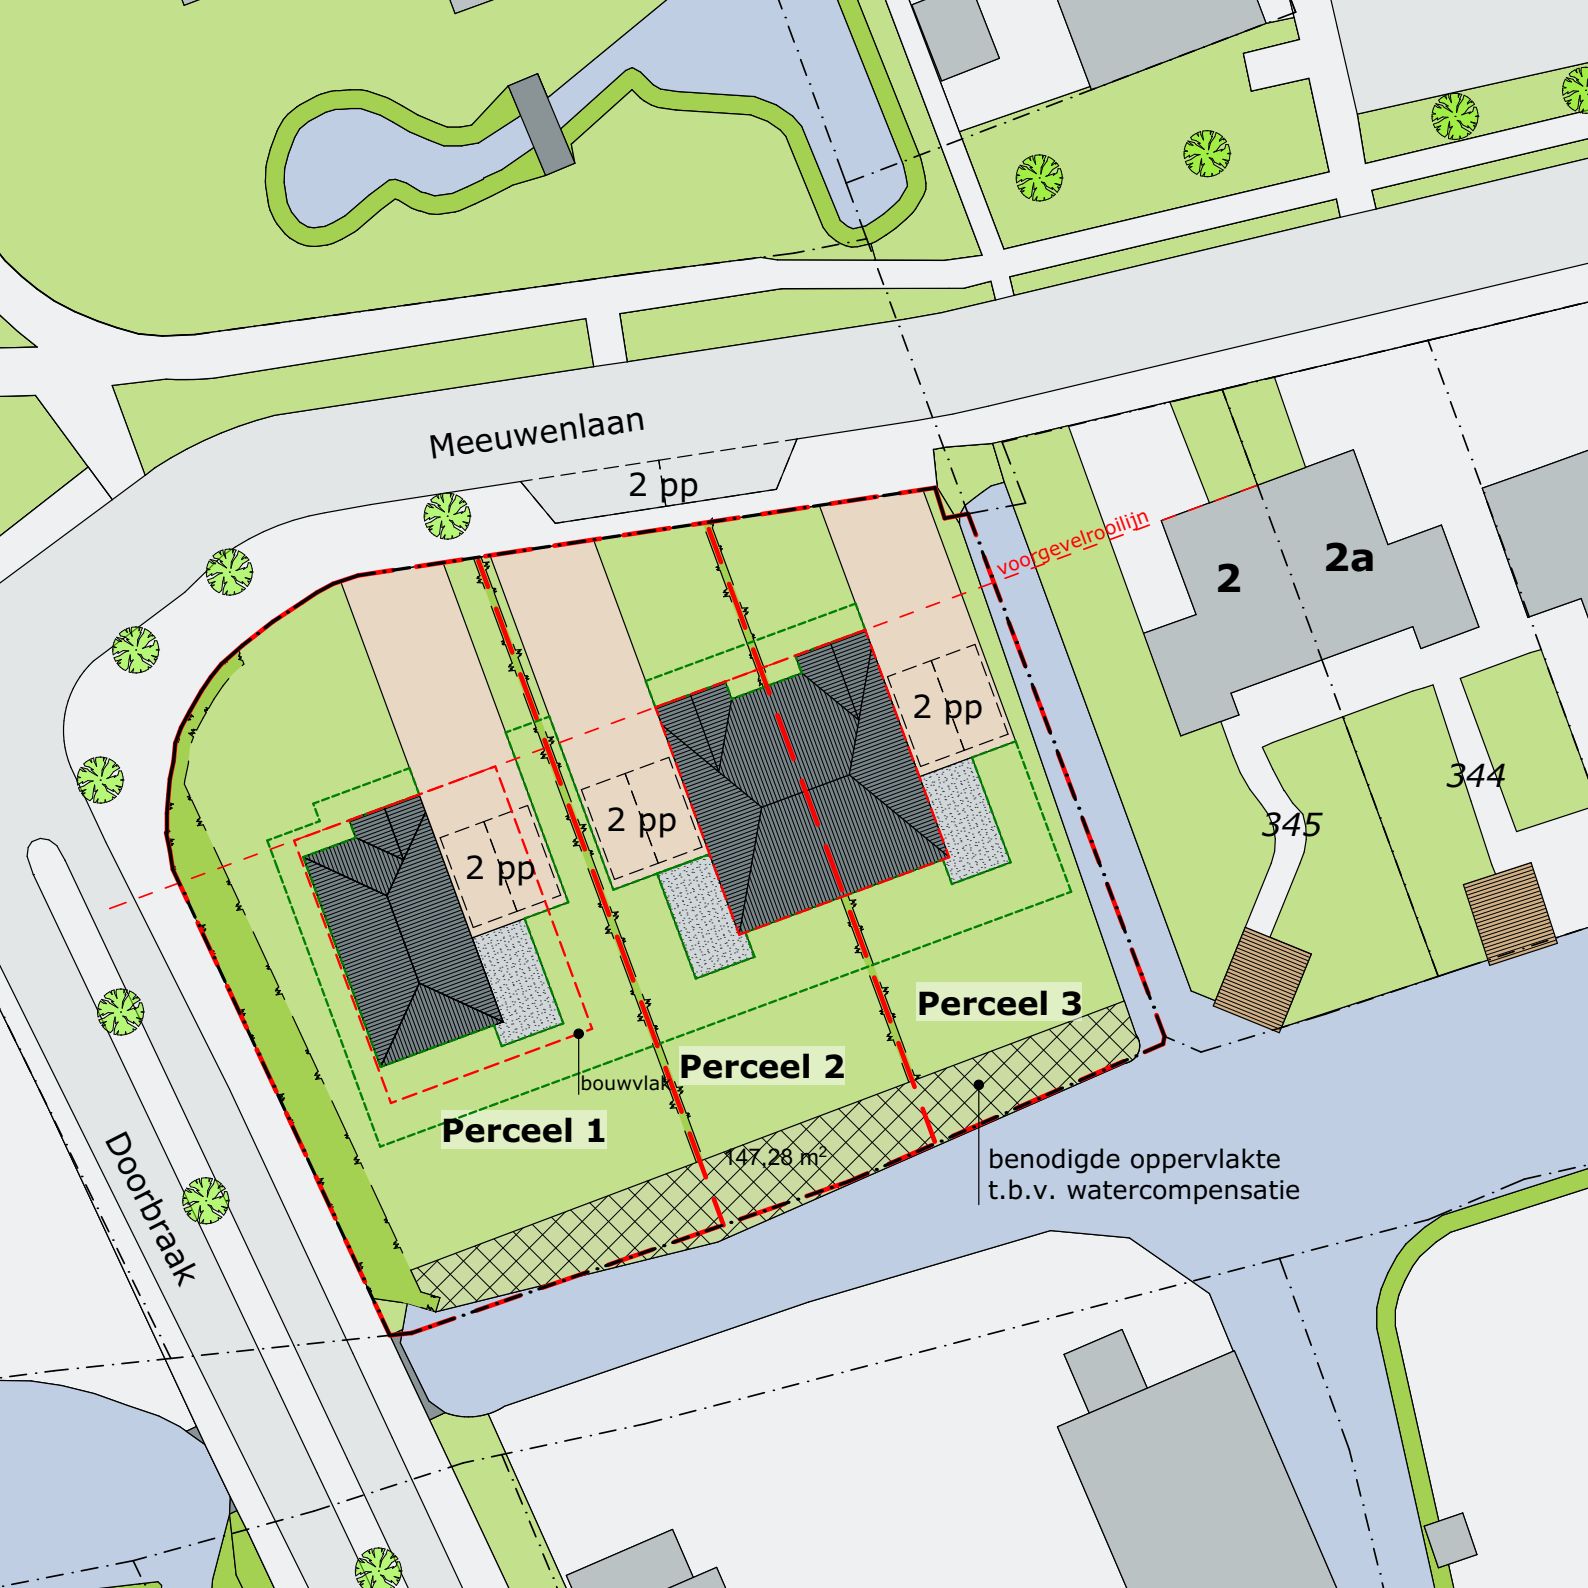 Meeuwenlaan
2 pp
voorgevelrooilijn
2
2a
2 pp
344
2 pp
345
2 pp
Perceel 3
Perceel 2
bouwvlak
Perceel 1
147,28 m²
benodigde oppervlakte
t.b.v. watercompensatie
Doorbraak